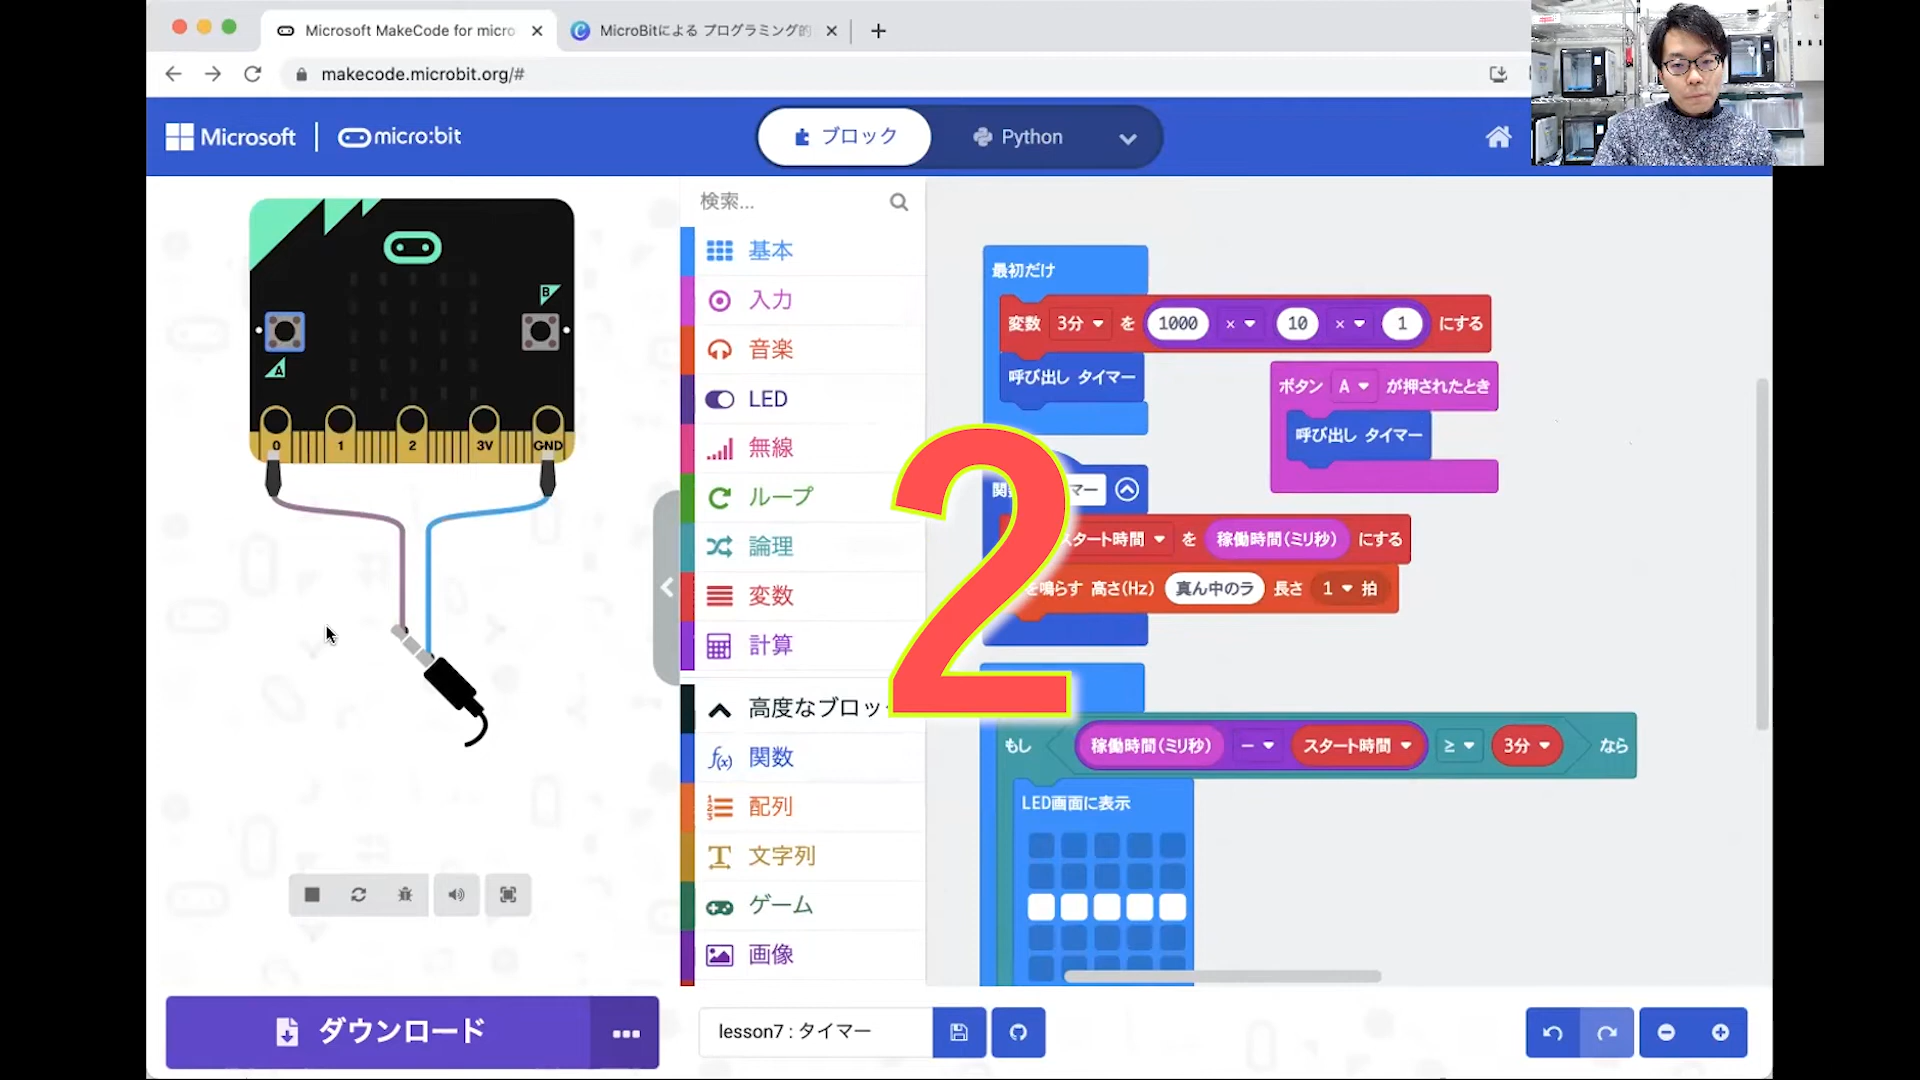 Microsoft MakeCode for micro
MicroBitによる プログラミング的
makecode.microbit.org/#
Microsoft
micro:bit
ブロック
Python
検索...
基本
入力
音楽
LED
無線
ループ
論理
変数
計算
高度なブロッ
関数
配列
文字列
ゲーム
画像
B
A
0
1
2
3V
GND
最初だけ
変数 3分 を 1000 × 10 × 1 にする
呼び出し タイマー
ボタン A が押されたとき
呼び出し タイマー
マー
スタート時間 を 稼働時間(ミリ秒) にする
を鳴らす 高さ(Hz) 真ん中のラ 長さ 1 拍
2
もし 稼働時間(ミリ秒) - スタート時間 ≥ 3分 なら
LED画面に表示
ダウンロード
lesson7 : タイマー